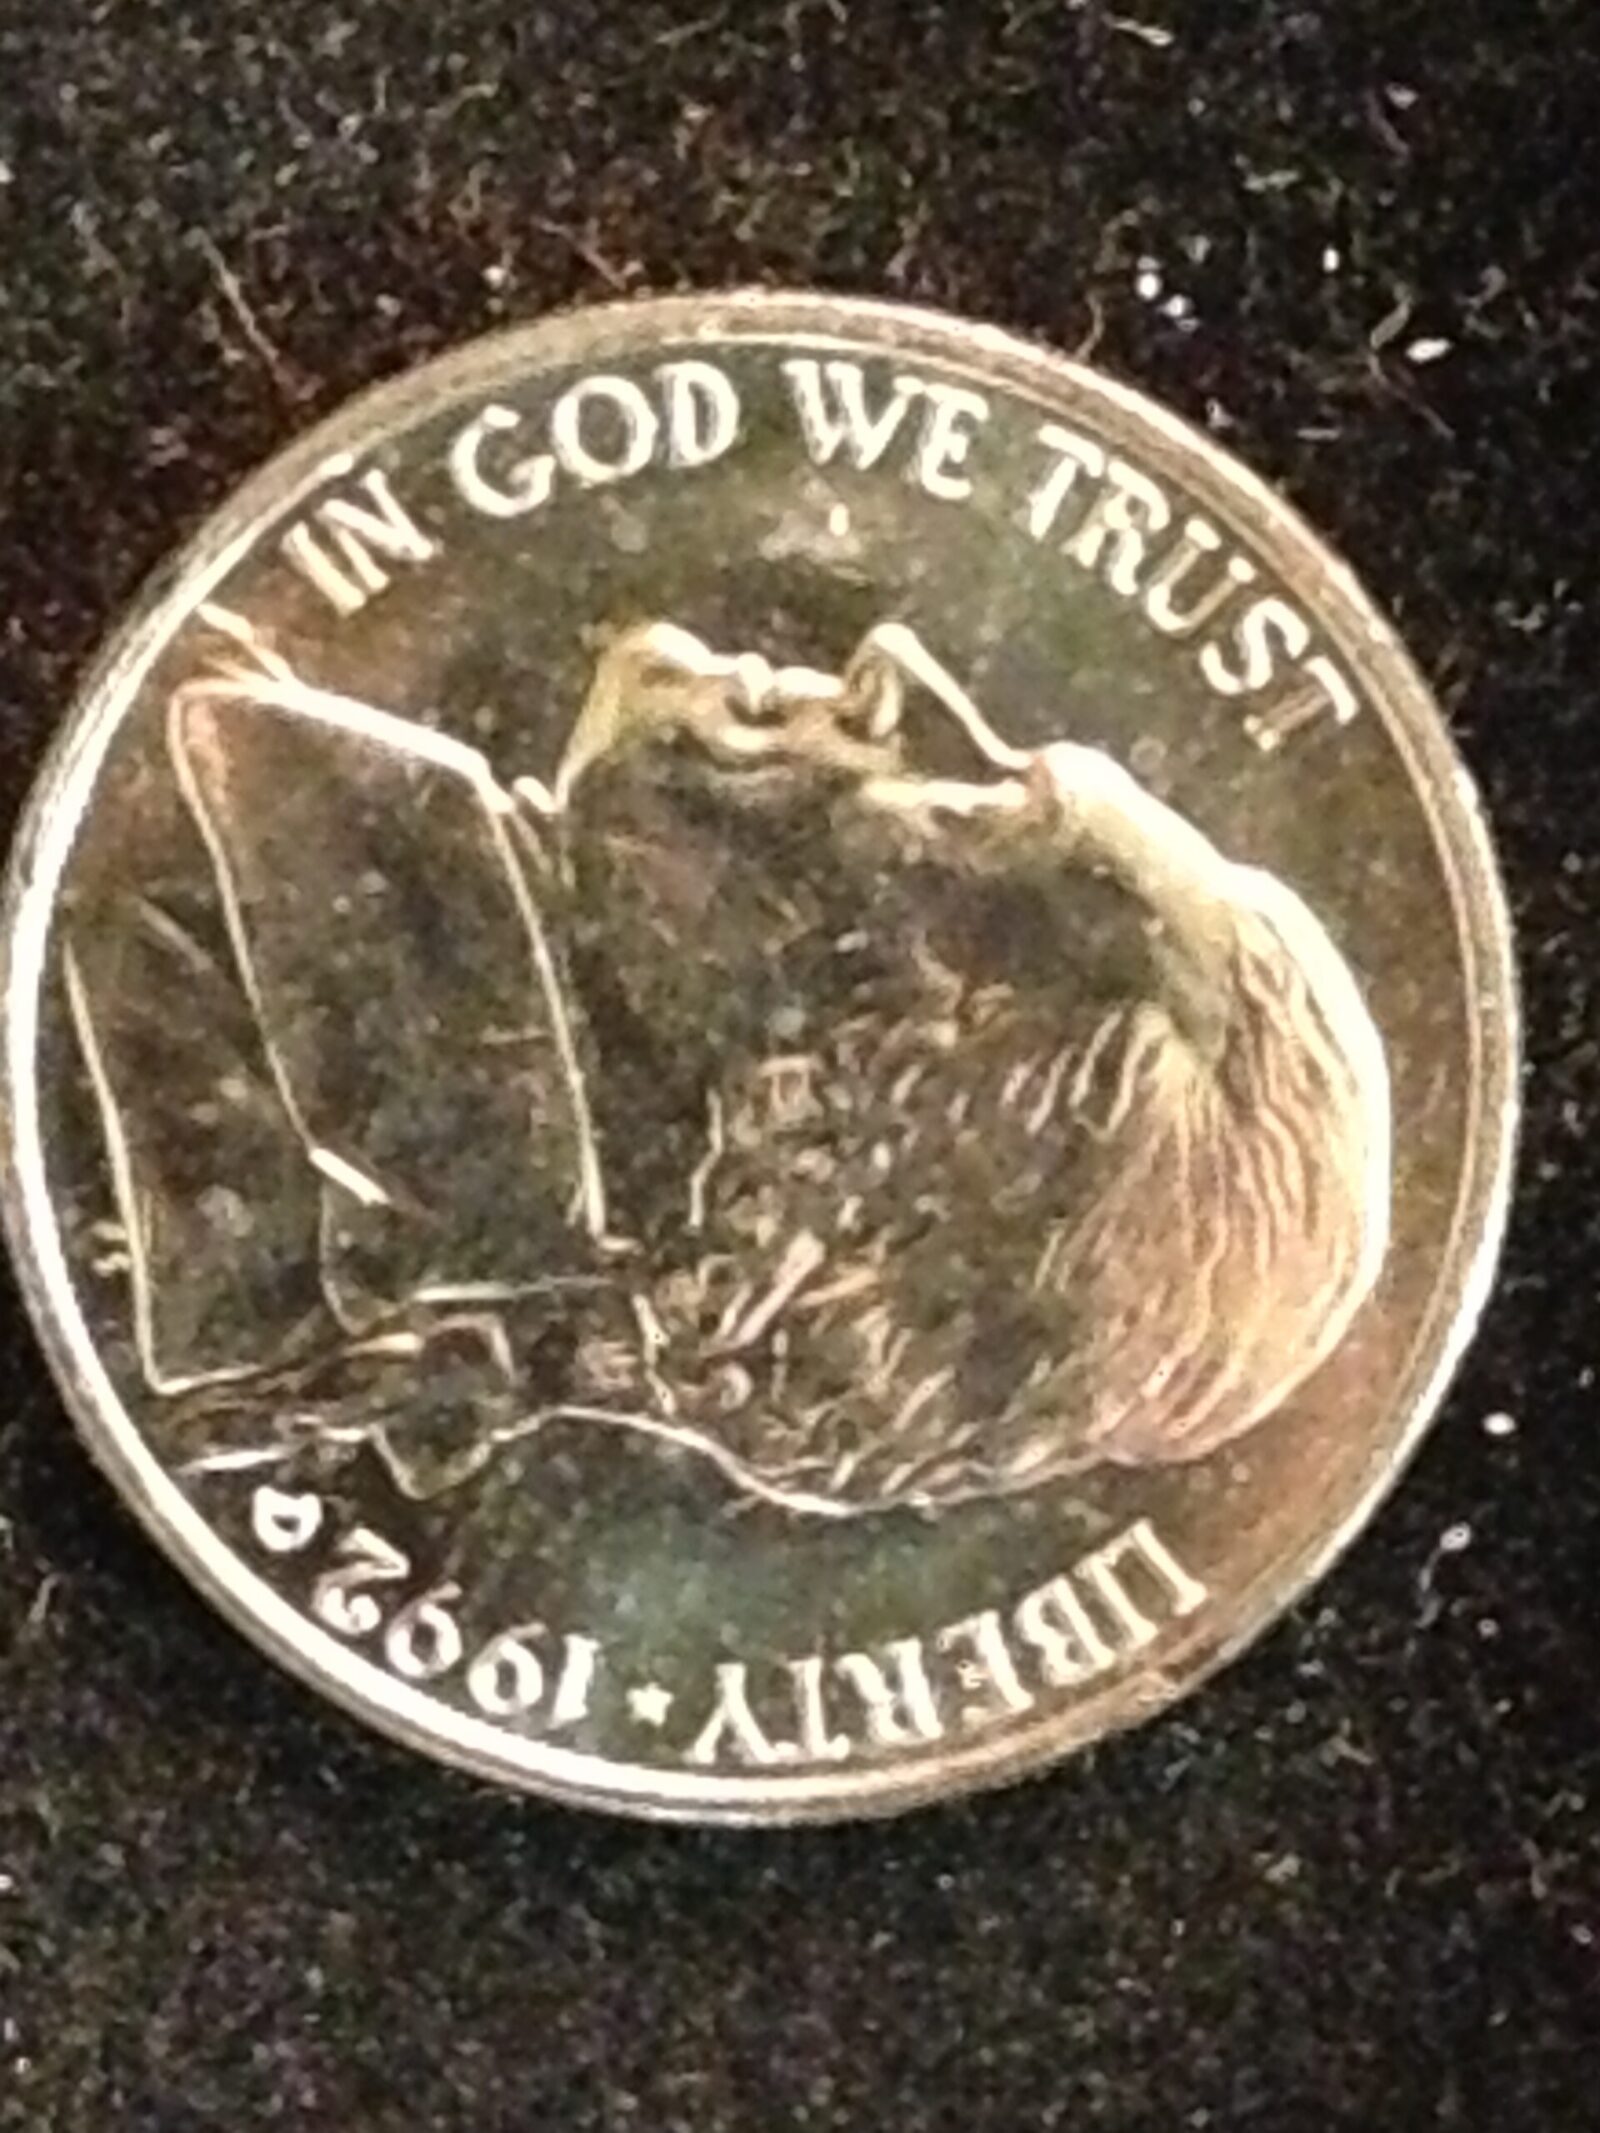 IN GOD WE TRUST
LIBERTY ★ 1992
D